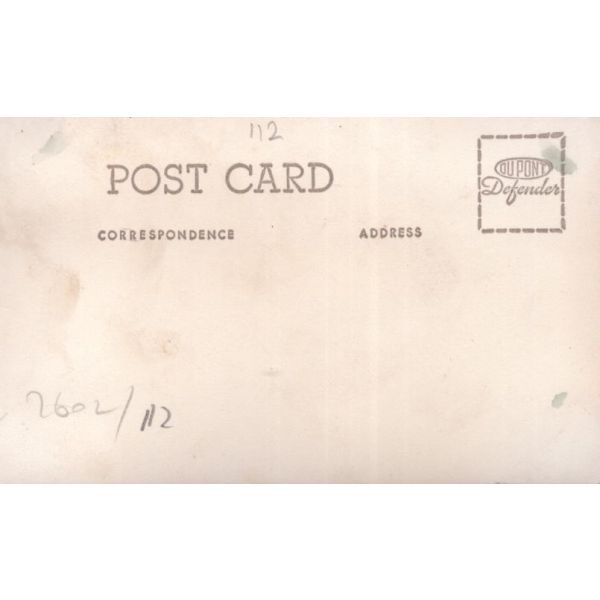 112
POST CARD
DU PONT
Defender
CORRESPONDENCE ADDRESS
2602/112